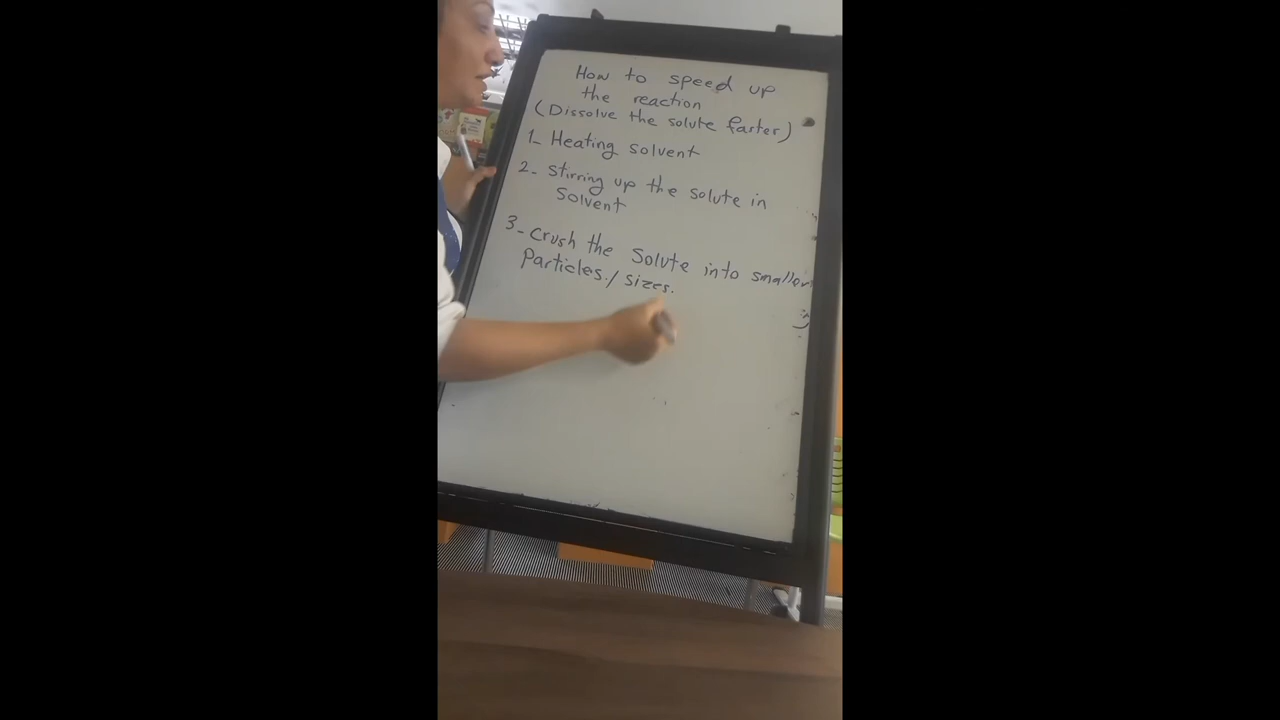 How to speed up
the reaction
(Dissolve the solute faster)
1- Heating solvent
2- Stirring up the solute in
Solvent
3- Crush the Solute into smaller
Particles./ sizes.